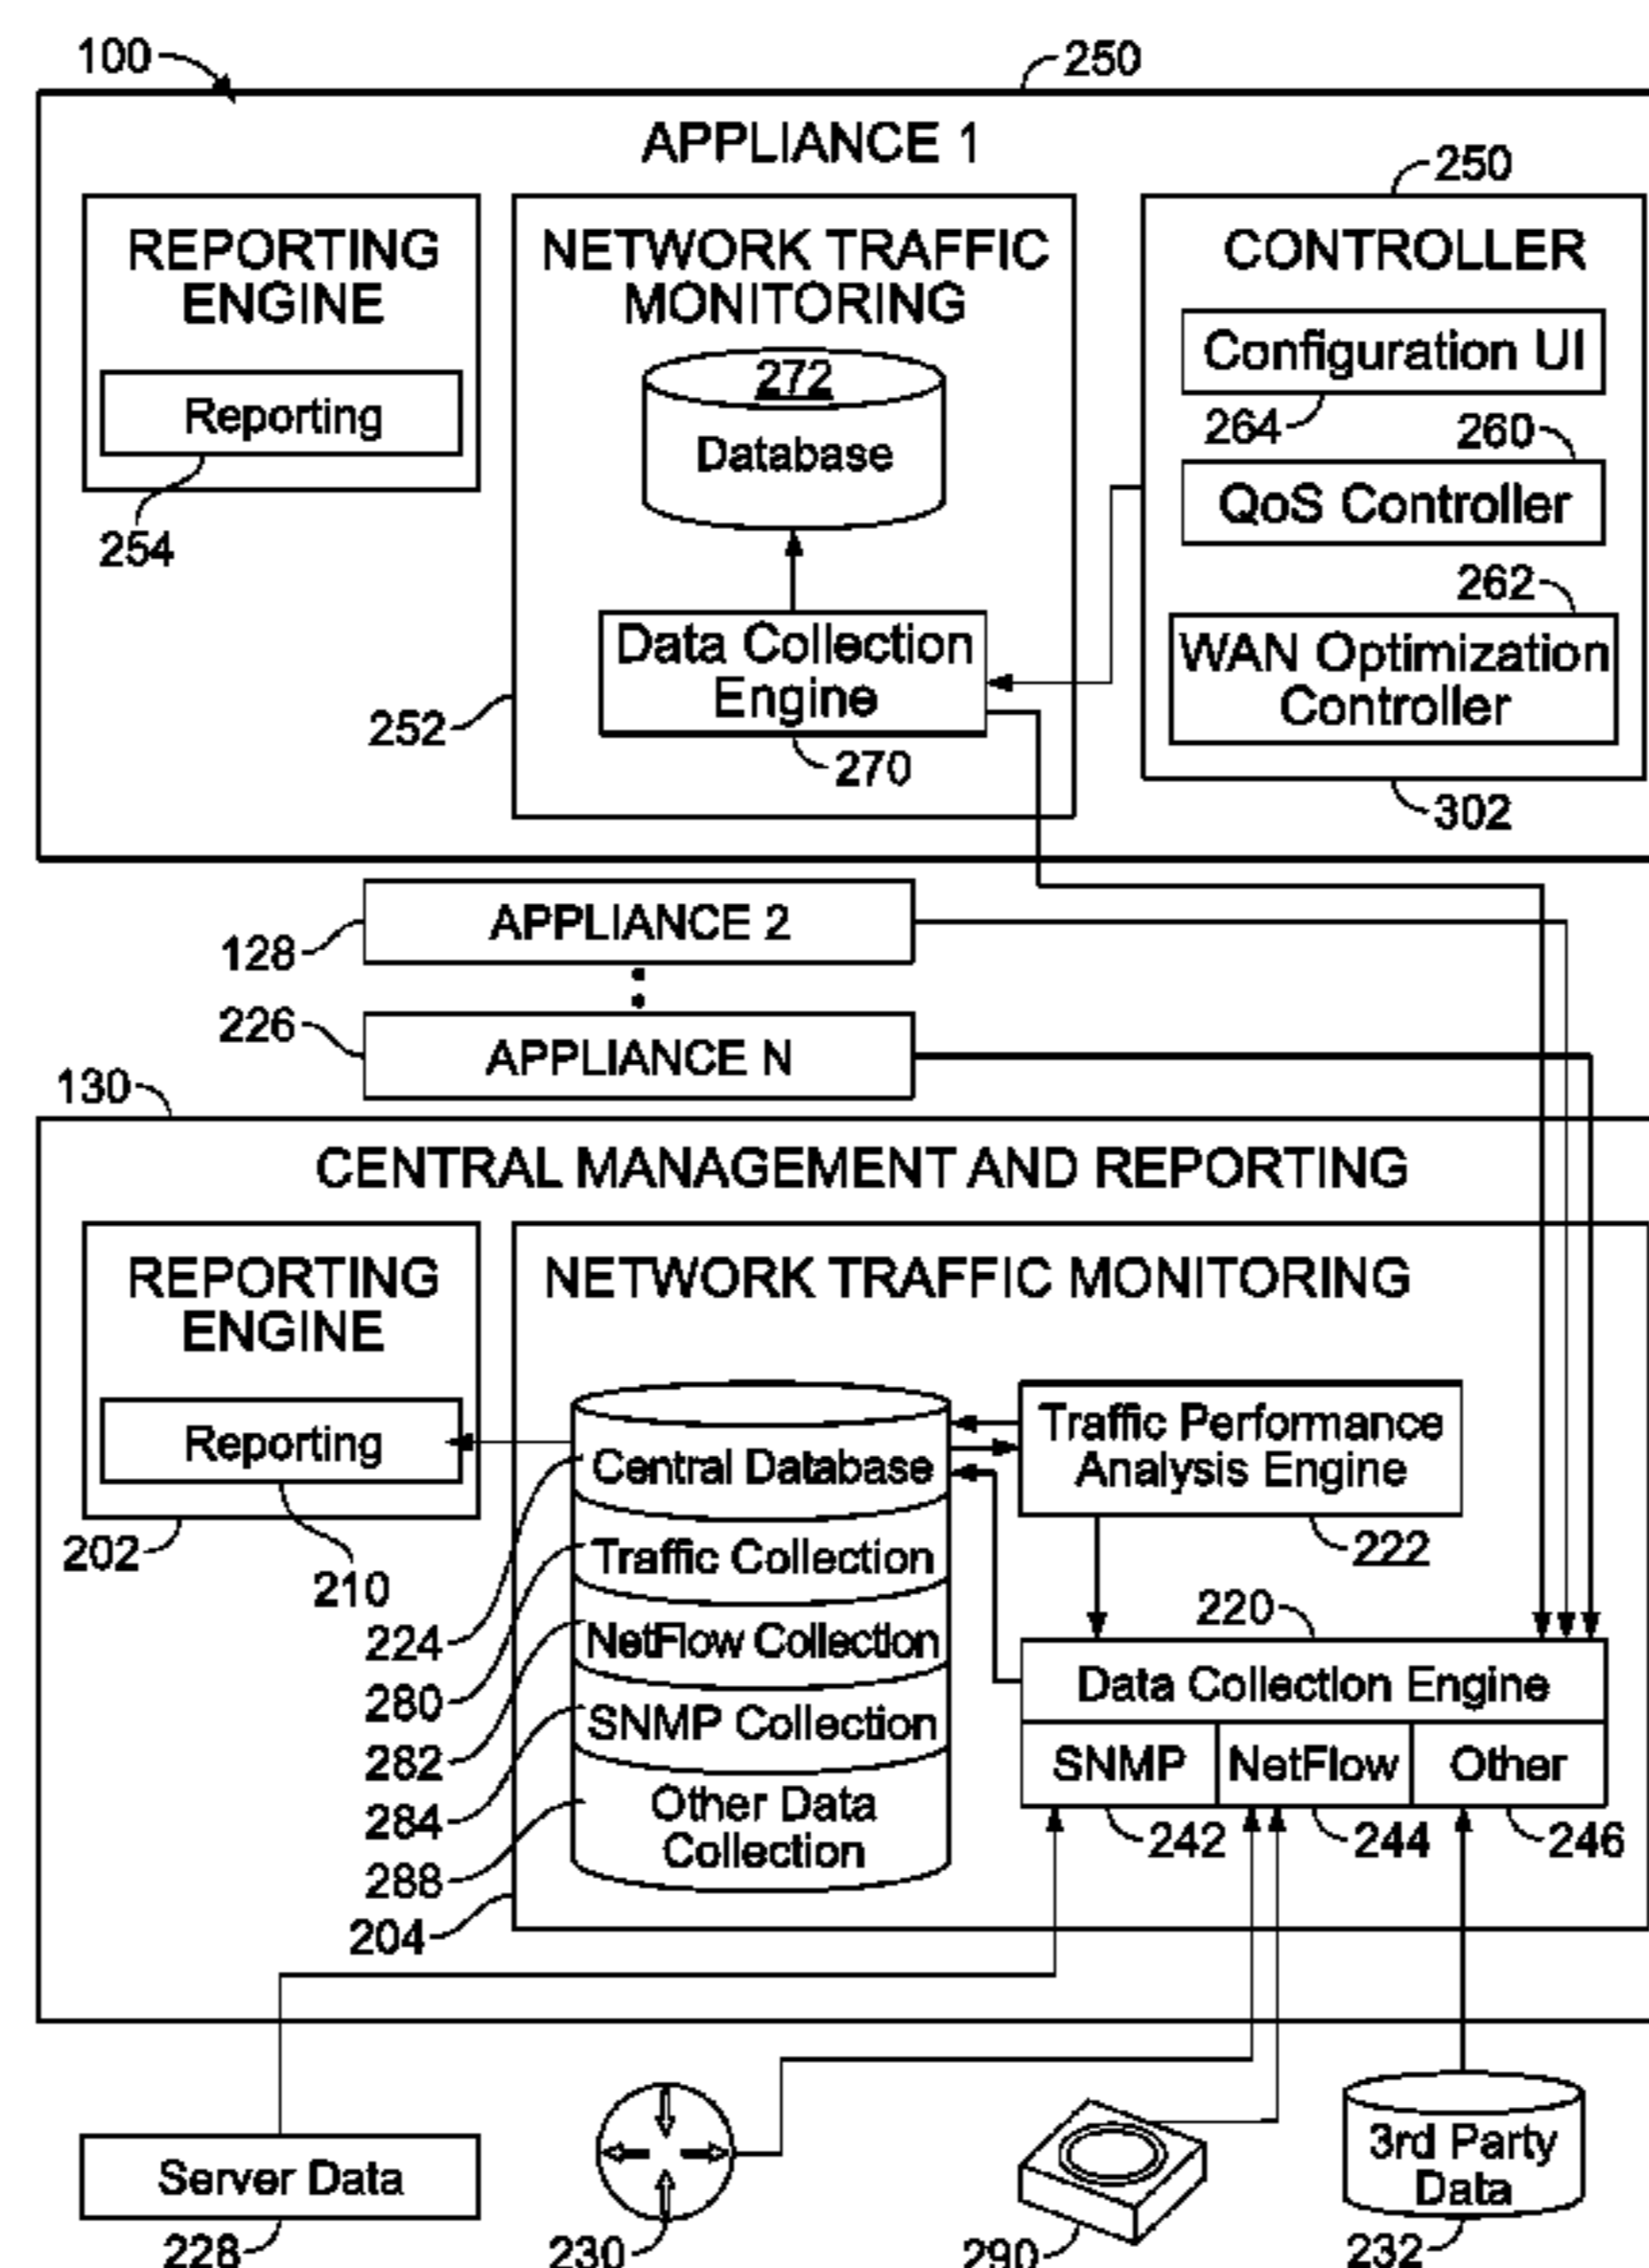 100
250
APPLIANCE 1
250
REPORTING
ENGINE
Reporting
254
NETWORK TRAFFIC
MONITORING
272
Database
Data Collection
Engine
252
270
CONTROLLER
Configuration UI
264
260
QoS Controller
262
WAN Optimization
Controller
302
APPLIANCE 2
128
226
APPLIANCE N
130
CENTRAL MANAGEMENT AND REPORTING
REPORTING
ENGINE
Reporting
202
210
NETWORK TRAFFIC MONITORING
Central Database
Traffic Collection
NetFlow Collection
SNMP Collection
Other Data
Collection
224
280
282
284
288
204
Traffic Performance
Analysis Engine
222
220
Data Collection Engine
SNMP
NetFlow
Other
242
244
246
Server Data
228
230
290
3rd Party
Data
232